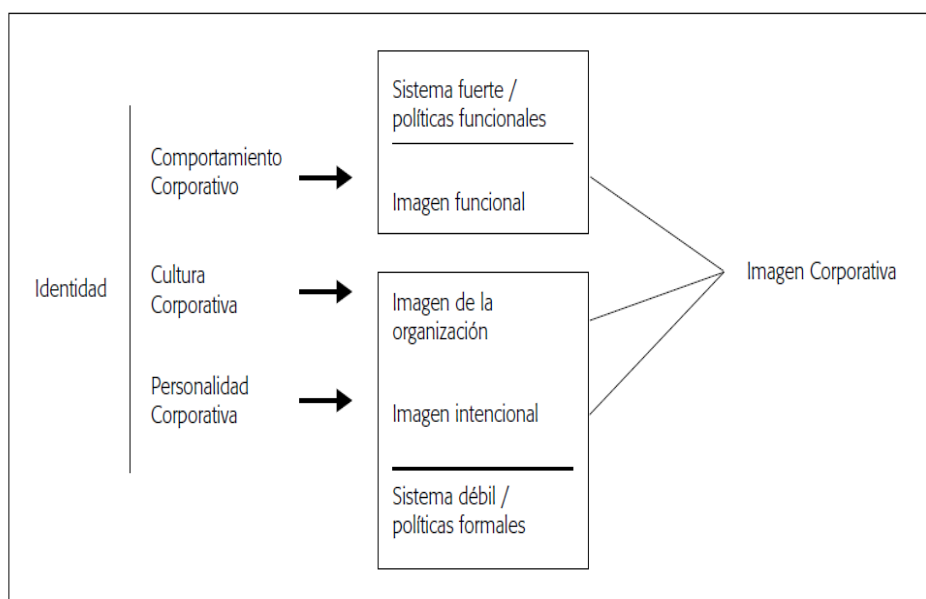 Identidad
Comportamiento
Corporativo
Cultura
Corporativa
Personalidad
Corporativa
Sistema fuerte /
políticas funcionales
Imagen funcional
Imagen de la
organización
Imagen intencional
Sistema débil /
políticas formales
Imagen Corporativa